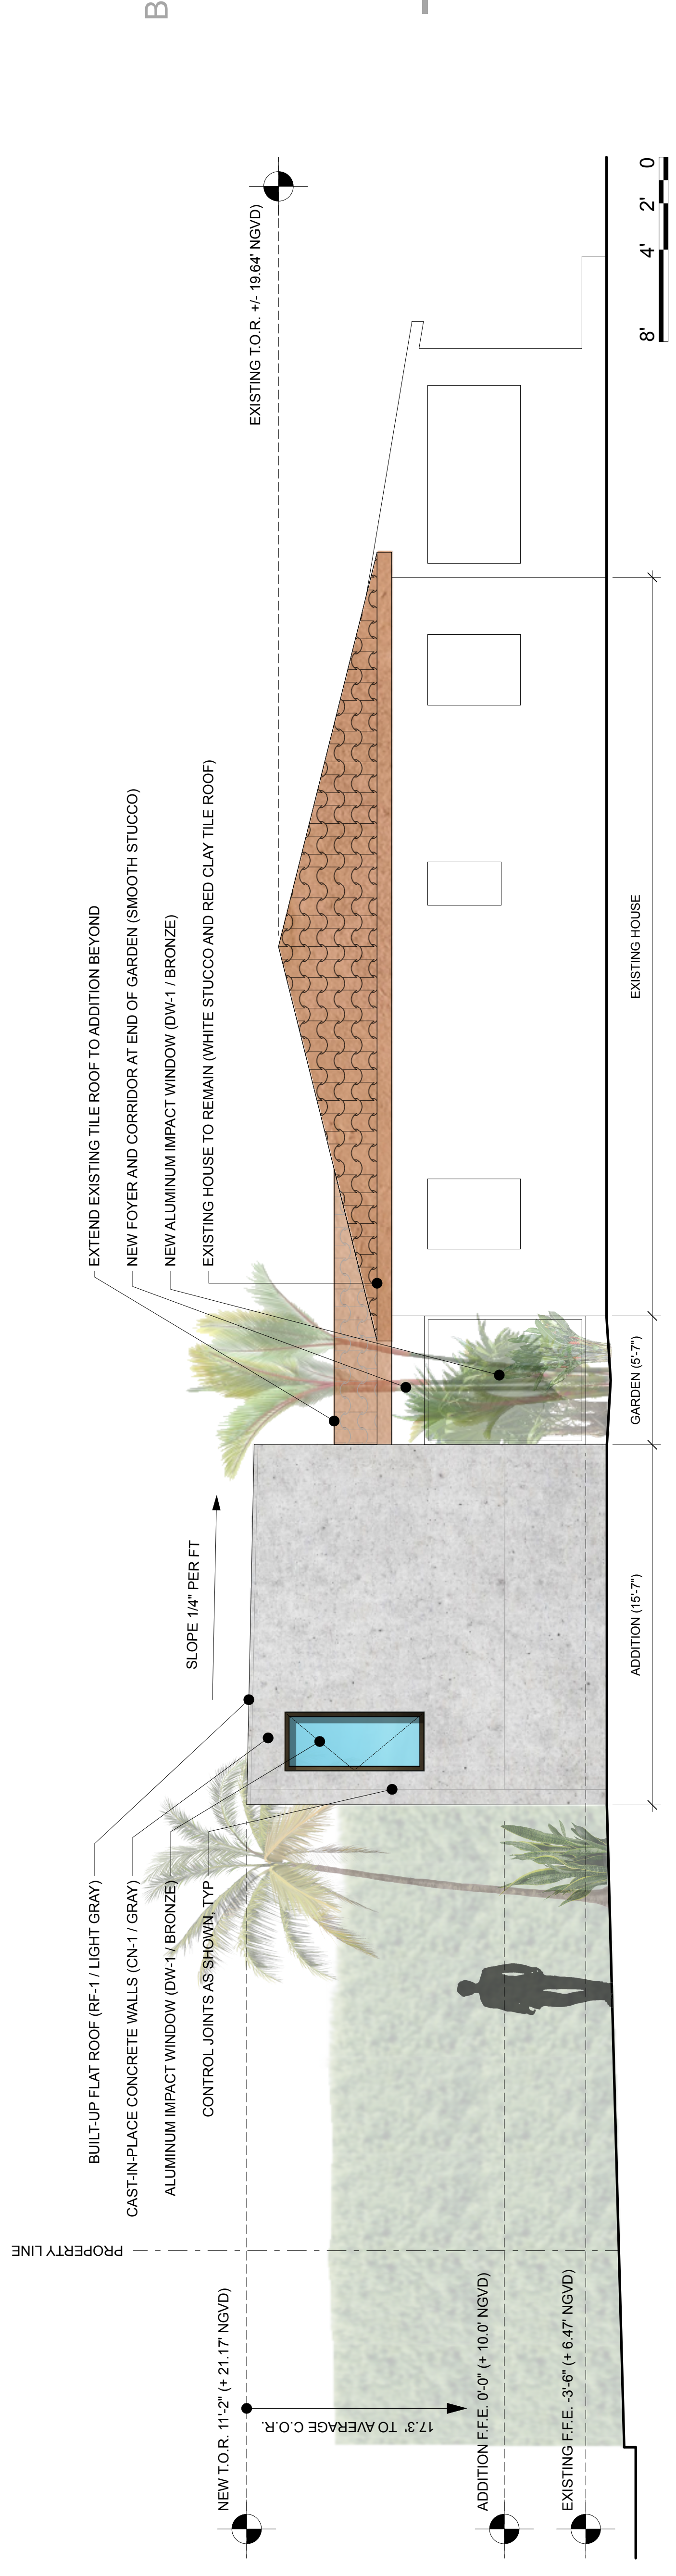 B
EXISTING T.O.R. +/- 19.64' NGVD)
EXTEND EXISTING TILE ROOF TO ADDITION BEYOND
NEW FOYER AND CORRIDOR AT END OF GARDEN (SMOOTH STUCCO)
NEW ALUMINUM IMPACT WINDOW (DW-1 / BRONZE)
EXISTING HOUSE TO REMAIN (WHITE STUCCO AND RED CLAY TILE ROOF)
SLOPE 1/4" PER FT
BUILT-UP FLAT ROOF (RF-1 / LIGHT GRAY)
CAST-IN-PLACE CONCRETE WALLS (CN-1 / GRAY)
ALUMINUM IMPACT WINDOW (DW-1 / BRONZE)
CONTROL JOINTS AS SHOWN, TYP
PROPERTY LINE
NEW T.O.R. 11'-2" (+ 21.17' NGVD)
17.3' TO AVERAGE C.O.R.
ADDITION F.F.E. 0'-0" (+ 10.0' NGVD)
EXISTING F.F.E. -3'-6" (+ 6.47' NGVD)
ADDITION (15'-7")
GARDEN (5'-7")
EXISTING HOUSE
8' 4' 2' 0